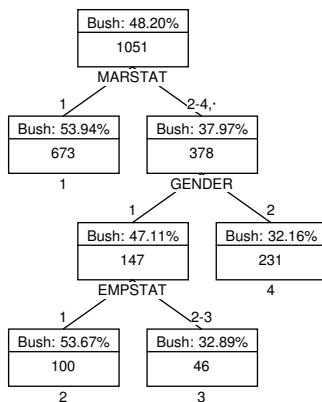 Bush: 48.20%
1051
MARSTAT
1 2-4,·
Bush: 53.94% Bush: 37.97%
673 378
1 GENDER
1 2
Bush: 47.11% Bush: 32.16%
147 231
EMPSTAT 4
1 2-3
Bush: 53.67% Bush: 32.89%
100 46
2 3